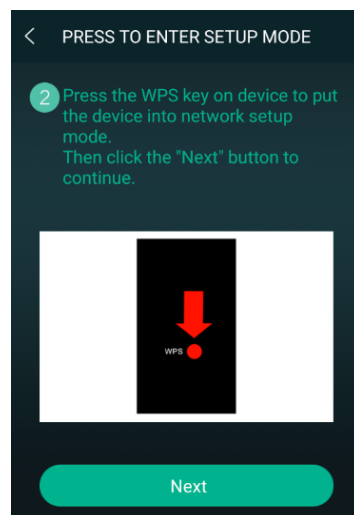 PRESS TO ENTER SETUP MODE
2
Press the WPS key on device to put
the device into network setup
mode.
Then click the "Next" button to
continue.
WPS
Next